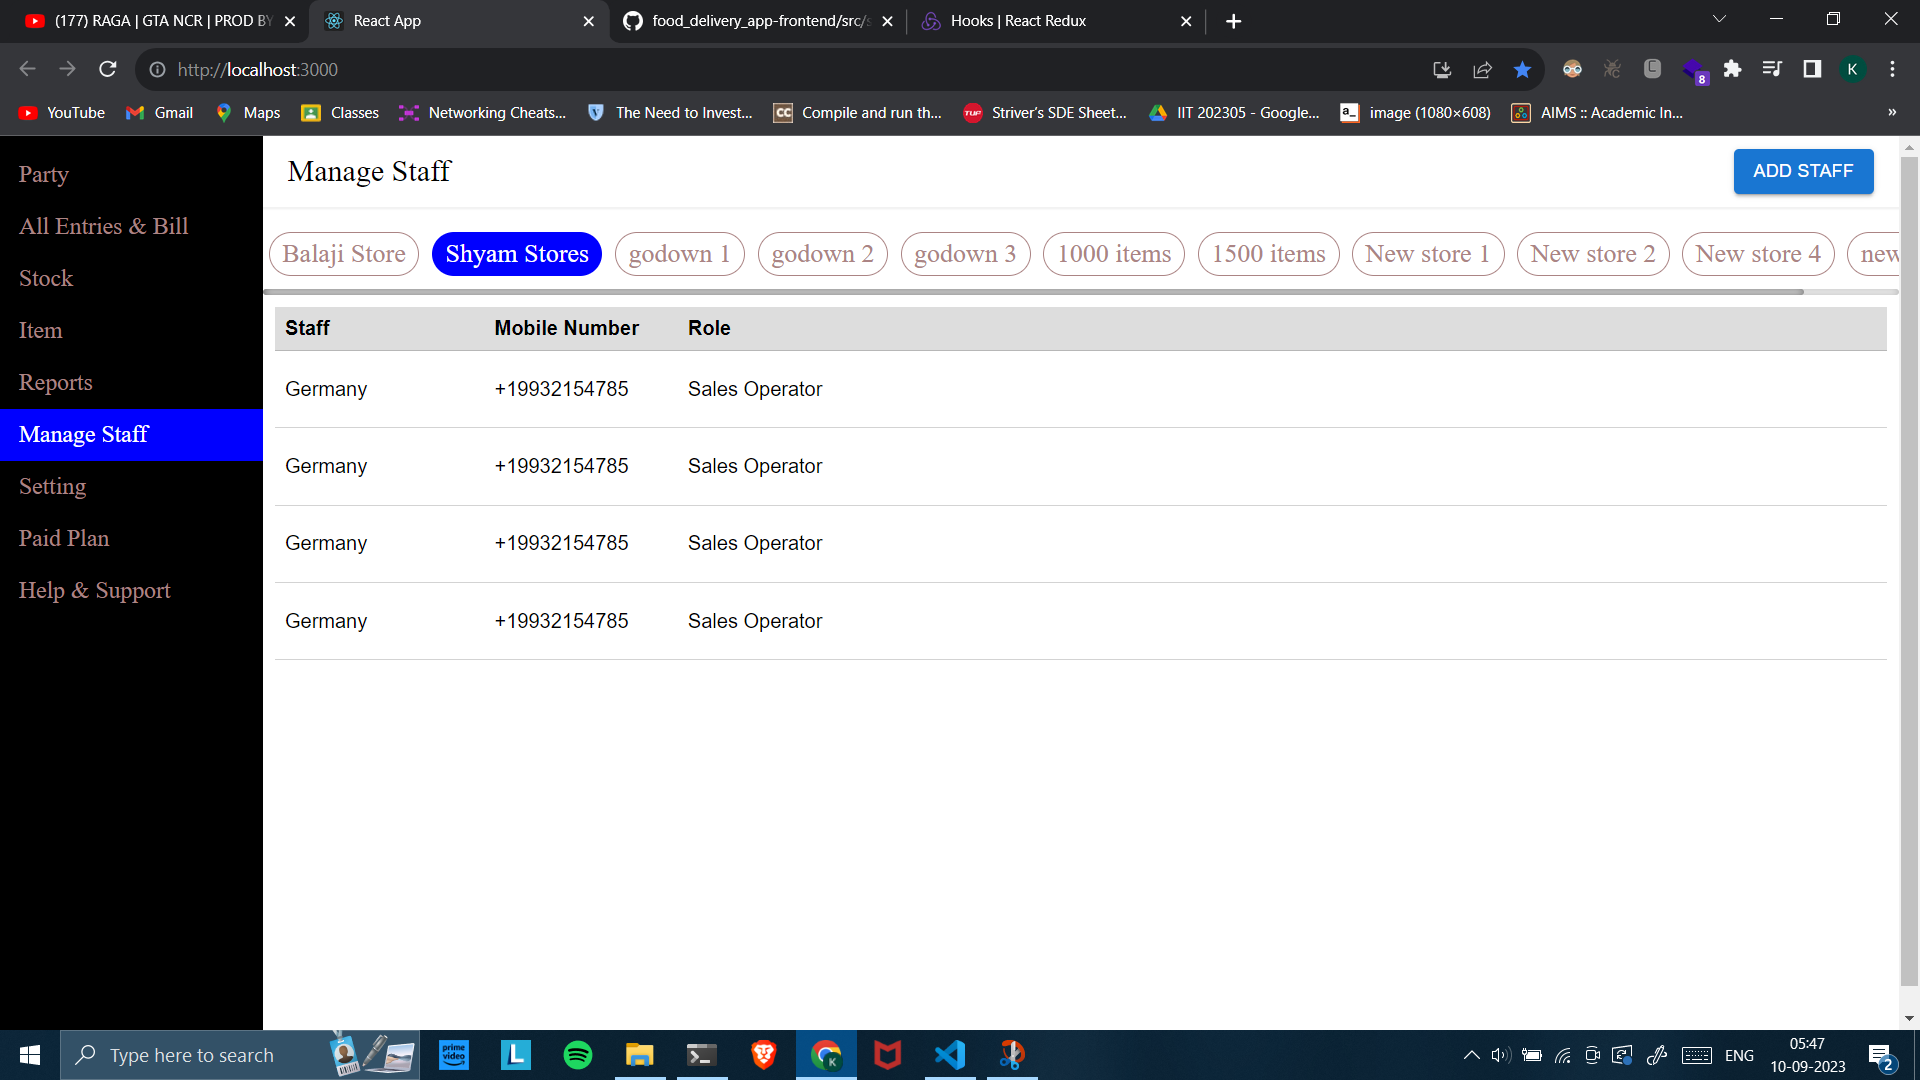 (177) RAGA | GTA NCR | PROD BY
React App
food_delivery_app-frontend/src/s
Hooks | React Redux
http://localhost:3000
K
8
YouTube
Gmail
Maps
Classes
Networking Cheats...
The Need to Invest...
Compile and run th...
Striver's SDE Sheet...
IIT 202305 - Google...
image (1080×608)
AIMS :: Academic In...
»
Party
All Entries & Bill
Stock
Item
Reports
Manage Staff
Setting
Paid Plan
Help & Support
Manage Staff
ADD STAFF
Balaji Store
Shyam Stores
godown 1
godown 2
godown 3
1000 items
1500 items
New store 1
New store 2
New store 4
new
Staff Mobile Number Role
Germany +19932154785 Sales Operator
Germany +19932154785 Sales Operator
Germany +19932154785 Sales Operator
Germany +19932154785 Sales Operator
Type here to search
prime video
L
K
ENG
05:47
10-09-2023
2